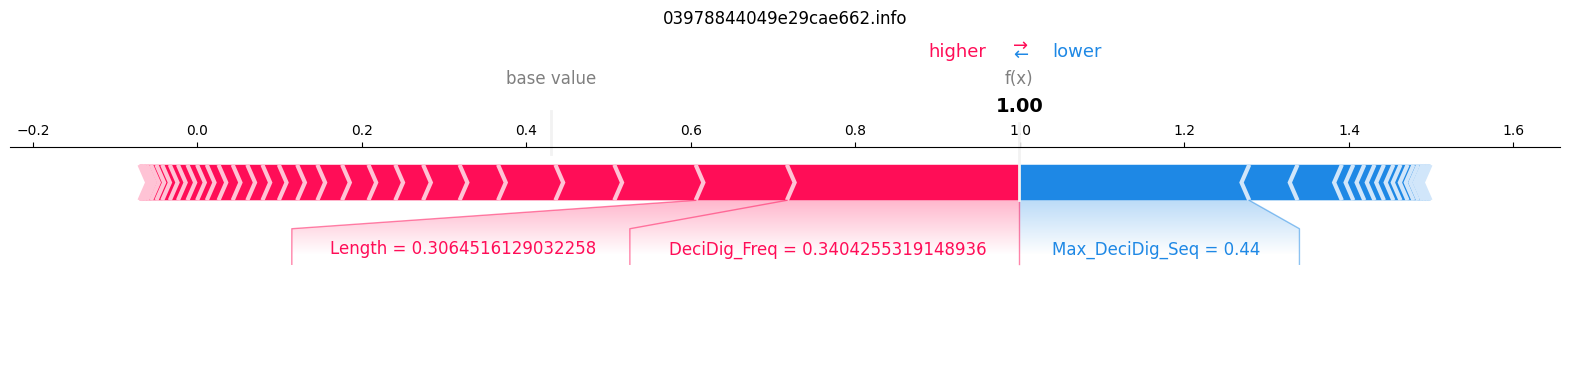 03978844049e29cae662.info
higher ⇄ lower
base value f(x)
1.00
−0.2 0.0 0.2 0.4 0.6 0.8 1.0 1.2 1.4 1.6
Length = 0.3064516129032258 DeciDig_Freq = 0.3404255319148936 Max_DeciDig_Seq = 0.44